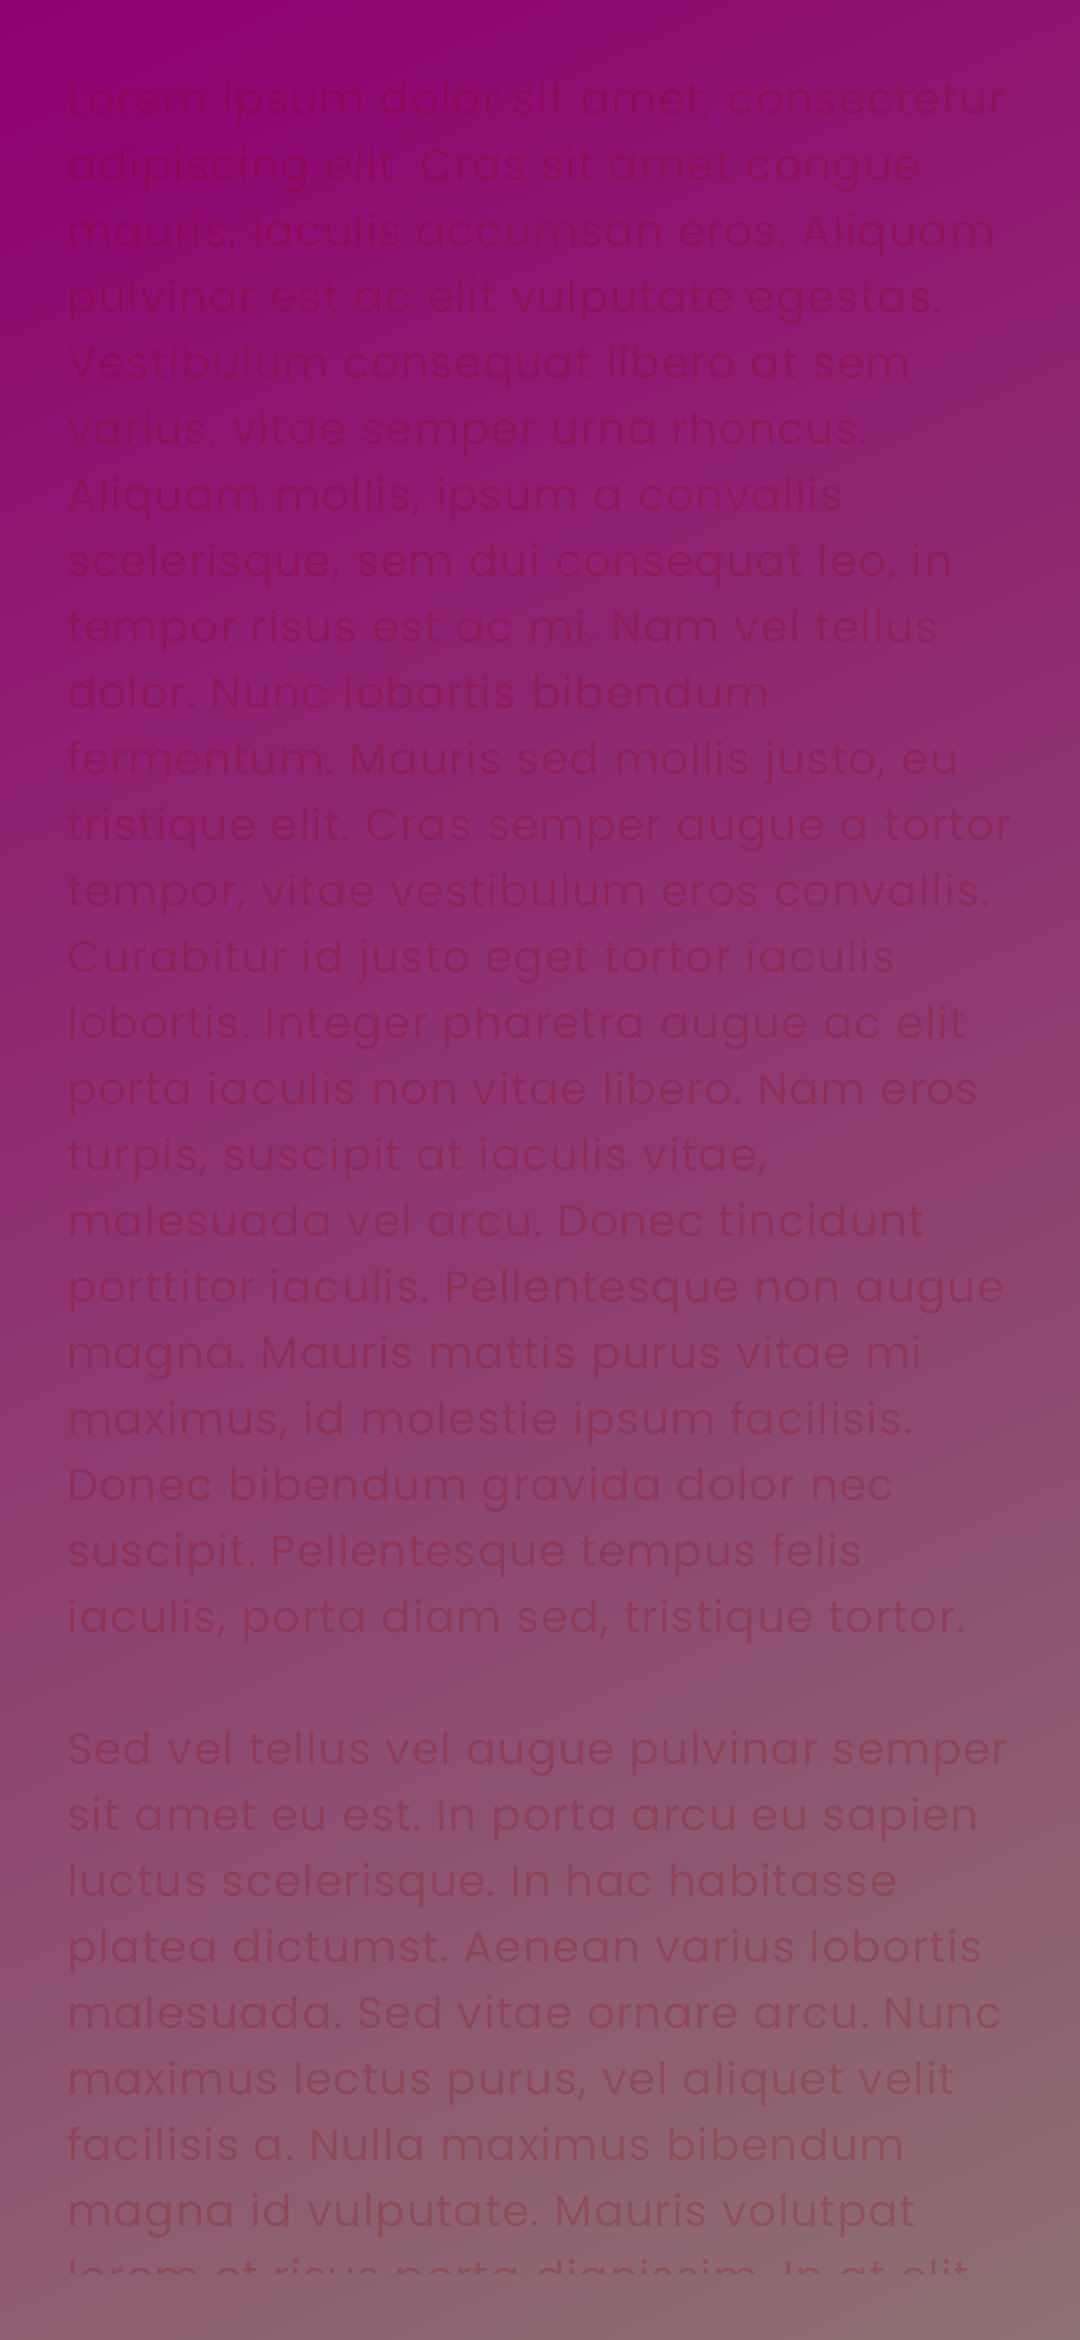 Lorem ipsum dolor sit amet, consectetur
adipiscing elit. Cras sit amet congue
mauris, iaculis accumsan eros. Aliquam
pulvinar est ac elit vulputate egestas.
Vestibulum consequat libero at sem
varius, vitae semper urna rhoncus.
Aliquam mollis, ipsum a convallis
scelerisque, sem dui consequat leo, in
tempor risus est ac mi. Nam vel tellus
dolor. Nunc lobortis bibendum
fermentum. Mauris sed mollis justo, eu
tristique elit. Cras semper augue a tortor
tempor, vitae vestibulum eros convallis.
Curabitur id justo eget tortor iaculis
lobortis. Integer pharetra augue ac elit
porta iaculis non vitae libero. Nam eros
turpis, suscipit at iaculis vitae,
malesuada vel arcu. Donec tincidunt
porttitor iaculis. Pellentesque non augue
magna. Mauris mattis purus vitae mi
maximus, id molestie ipsum facilisis.
Donec bibendum gravida dolor nec
suscipit. Pellentesque tempus felis
iaculis, porta diam sed, tristique tortor.
Sed vel tellus vel augue pulvinar semper
sit amet eu est. In porta arcu eu sapien
luctus scelerisque. In hac habitasse
platea dictumst. Aenean varius lobortis
malesuada. Sed vitae ornare arcu. Nunc
maximus lectus purus, vel aliquet velit
facilisis a. Nulla maximus bibendum
magna id vulputate. Mauris volutpat
lorem et risus porta dignissim. In at elit